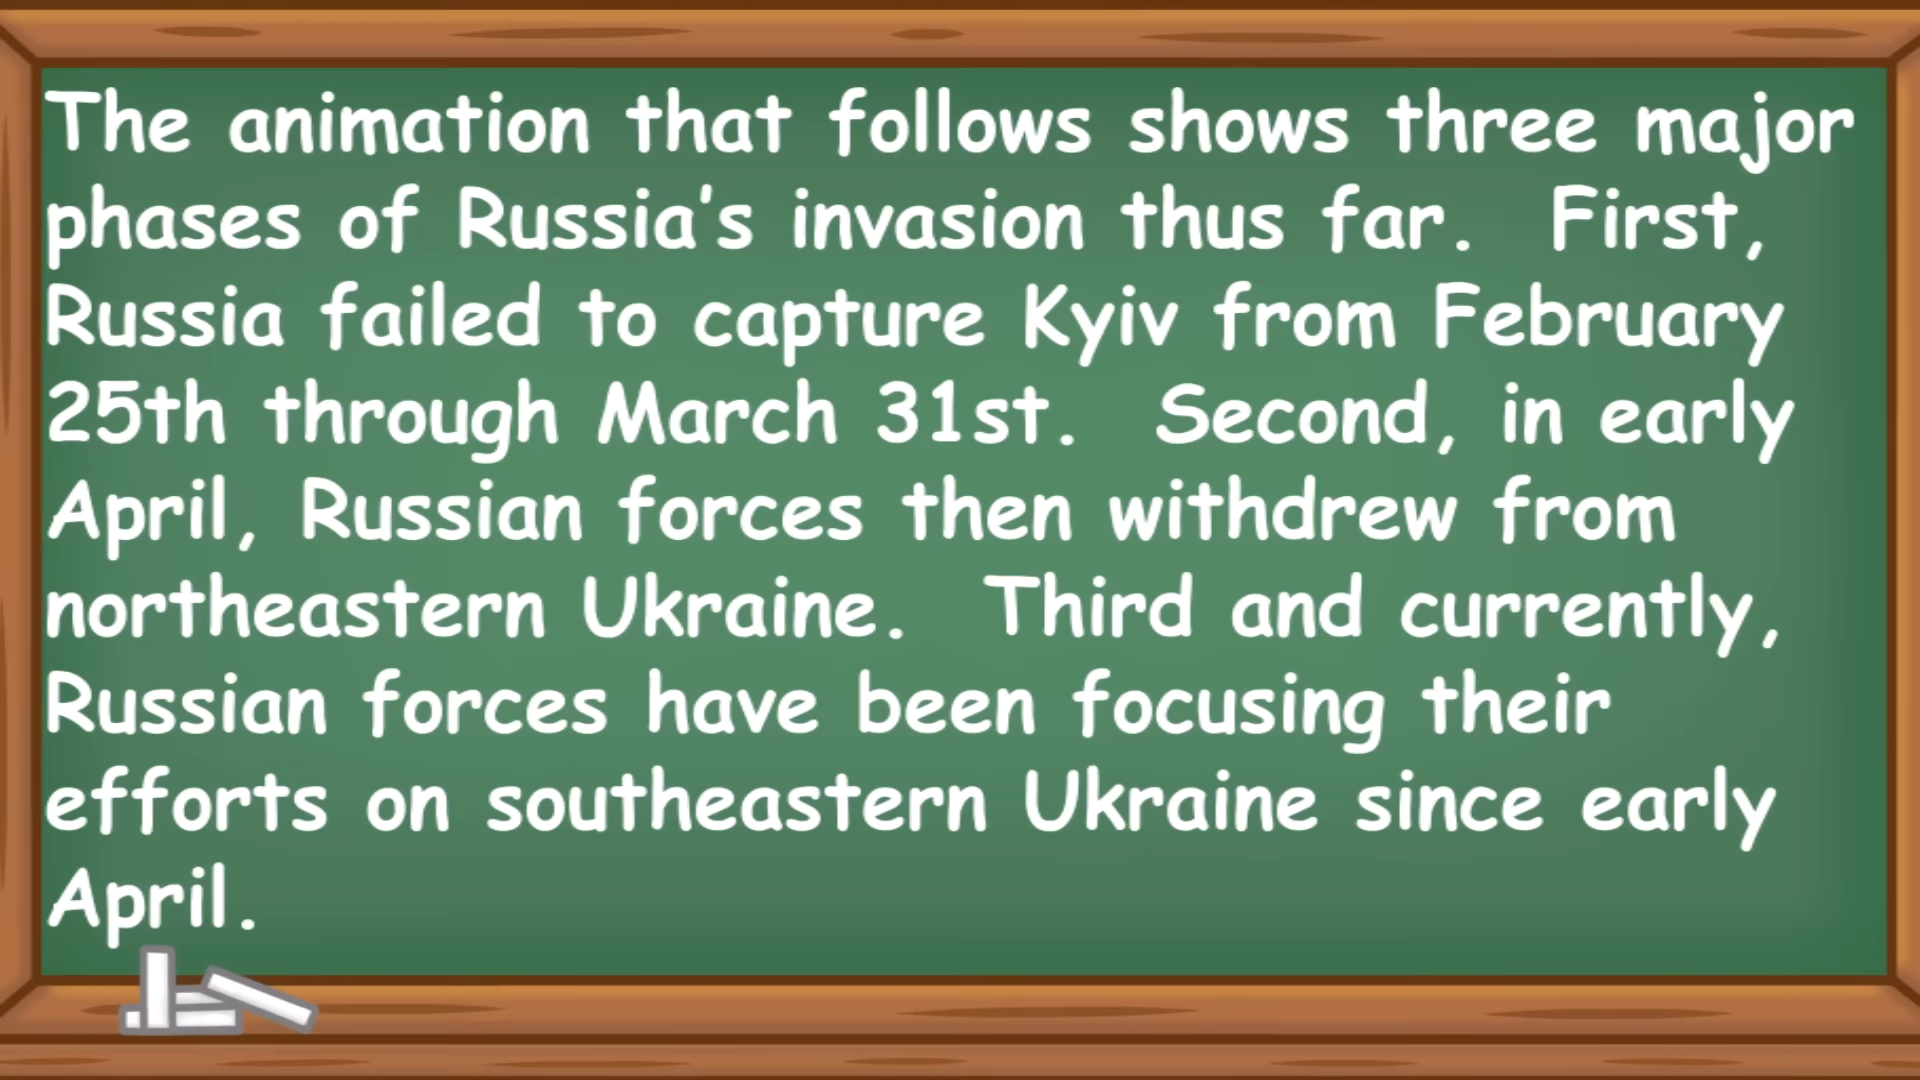 The animation that follows shows three major
phases of Russia's invasion thus far.  First,
Russia failed to capture Kyiv from February
25th through March 31st.  Second, in early
April, Russian forces then withdrew from
northeastern Ukraine.  Third and currently,
Russian forces have been focusing their
efforts on southeastern Ukraine since early
April.